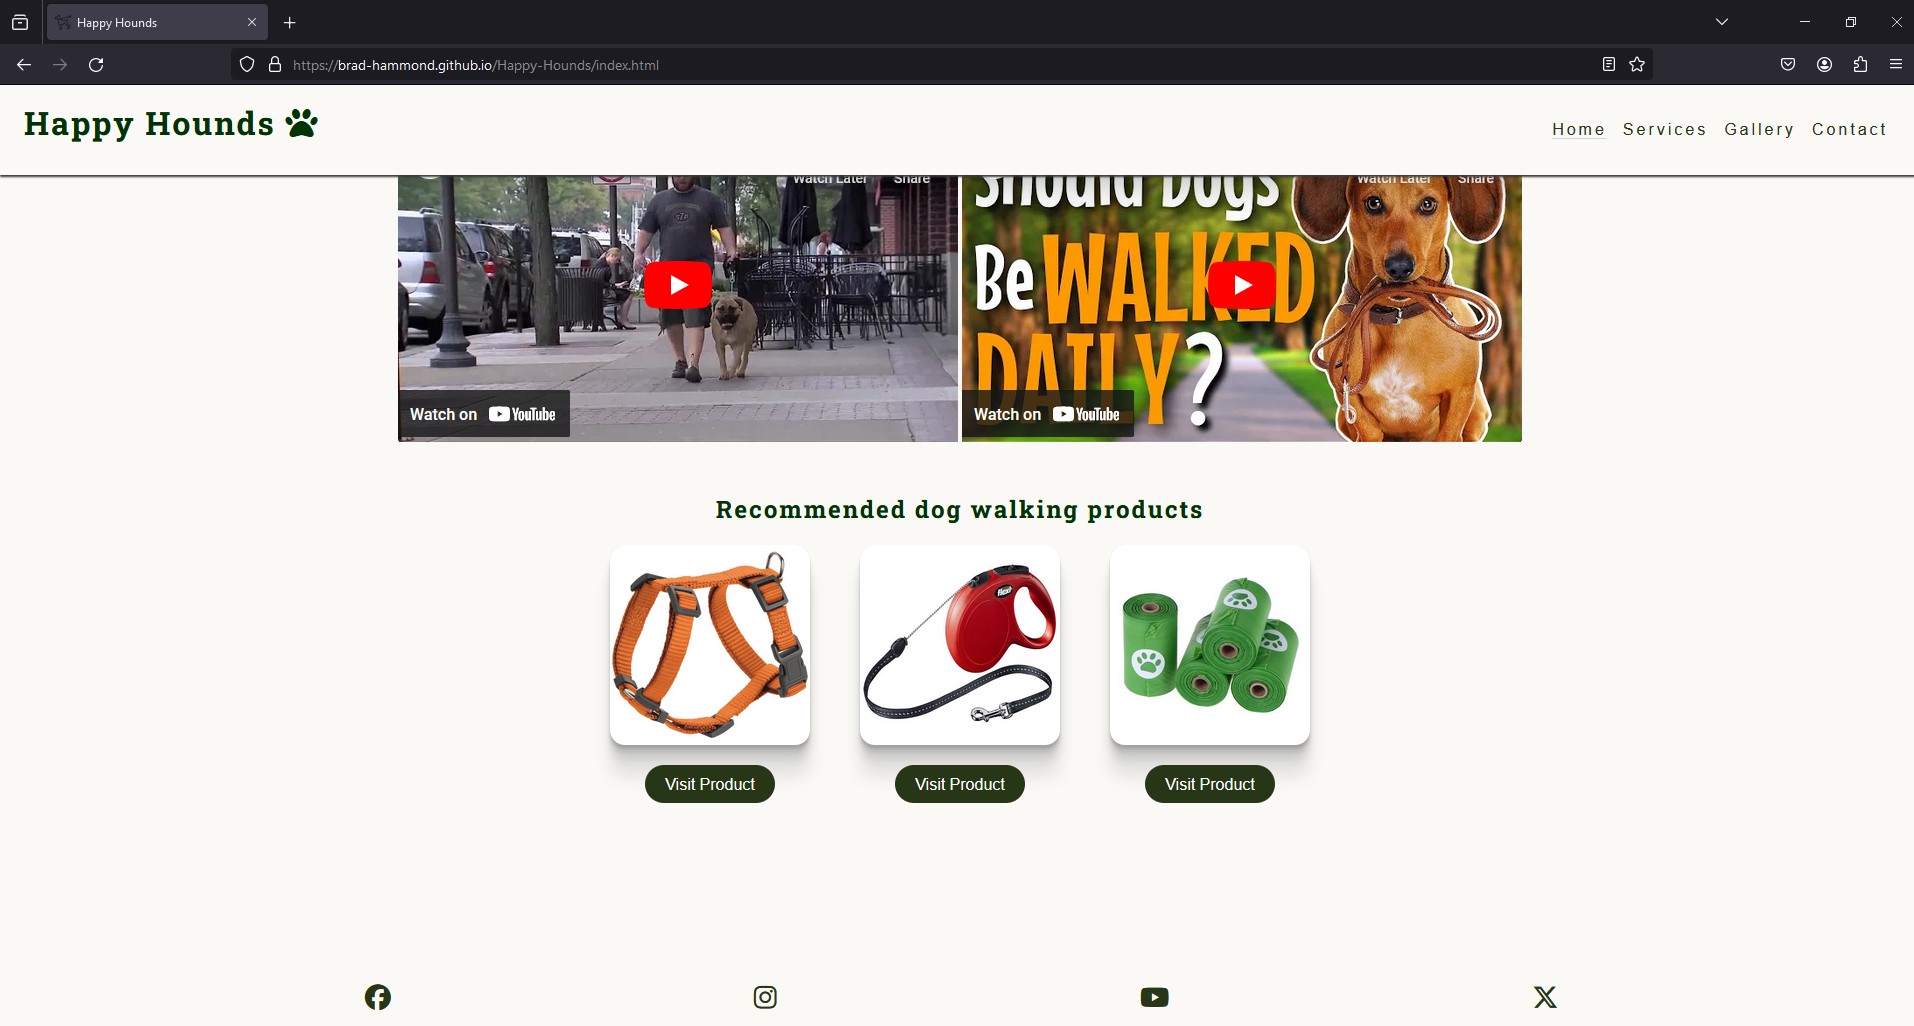 Happy Hounds
https://brad-hammond.github.io/Happy-Hounds/index.html
Happy Hounds
Home Services Gallery Contact
Watch Later Share
Watch on YouTube
Should Dogs
Be WALKED
DAILY?
Watch Later Share
Watch on YouTube
Recommended dog walking products
flexi
Visit Product Visit Product Visit Product